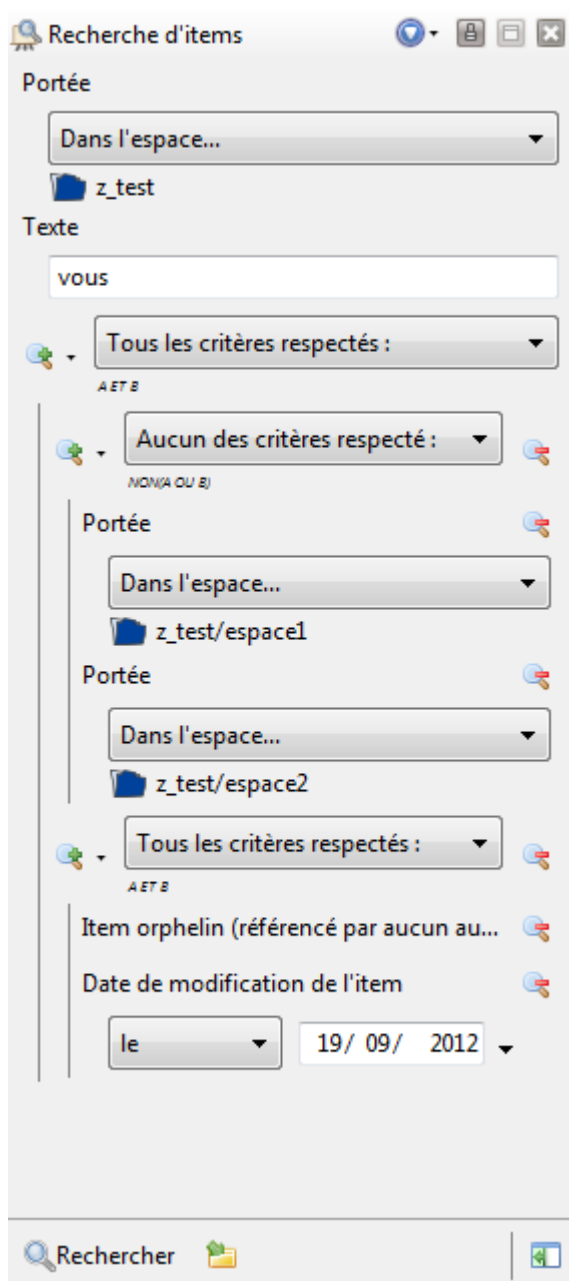 Recherche d'items
Portée
Dans l'espace...
z_test
Texte
vous
Tous les critères respectés :
A ET B
Aucun des critères respecté :
NON(A OU B)
Portée
Dans l'espace...
z_test/espace1
Portée
Dans l'espace...
z_test/espace2
Tous les critères respectés :
A ET B
Item orphelin (référencé par aucun au...
Date de modification de l'item
le 19/ 09/ 2012
Rechercher